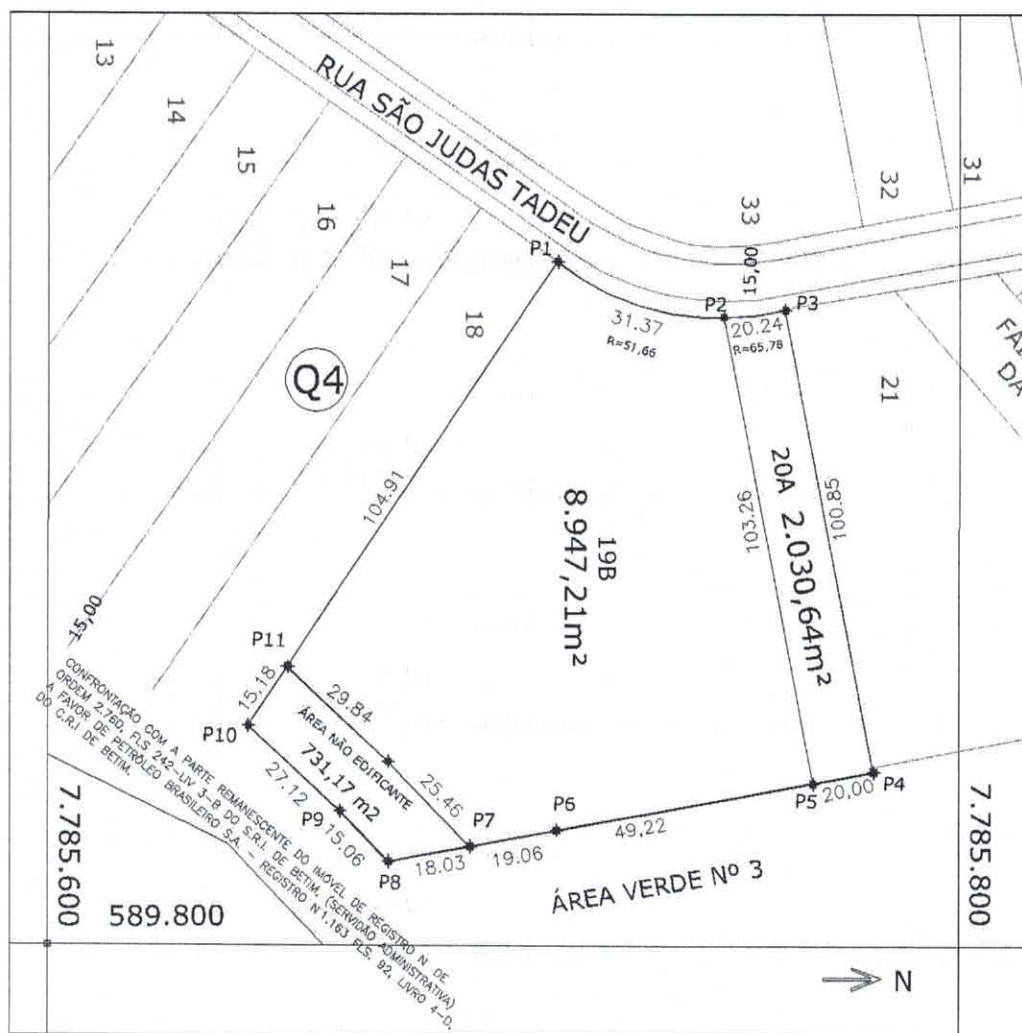 13
14
15
16
17
18
RUA SÃO JUDAS TADEU
33
32
31
15,00
P1
P2
P3
31.37
R=51,66
20.24
R=65,78
FAI
DA
21
Q4
104.91
19B
8.947,21m²
20A 2.030,64m²
103.26
100.85
15,00
P11
29.84
15.18
P10
ÁREA NÃO EDIFICANTE
731,17 m2
25.46
27.12
P9
15.06
P8
18.03
P7
19.06
P6
49,22
P5
20,00
P4
CONFRONTAÇÃO COM A PARTE REMANESCENTE DO IMÓVEL DE REGISTRO N DE
ORDEM 2.760, FLS 242-LIV 3-B DO S.R.I. DE BETIM. (SERVIDÃO ADMINISTRATIVA)
A FAVOR DE PETRÓLEO BRASILEIRO S.A. - REGISTRO N 1.163 FLS. 92, LIVRO 4-D,
DO C.R.I DE BETIM.
ÁREA VERDE Nº 3
7.785.600
589.800
7.785.800
N